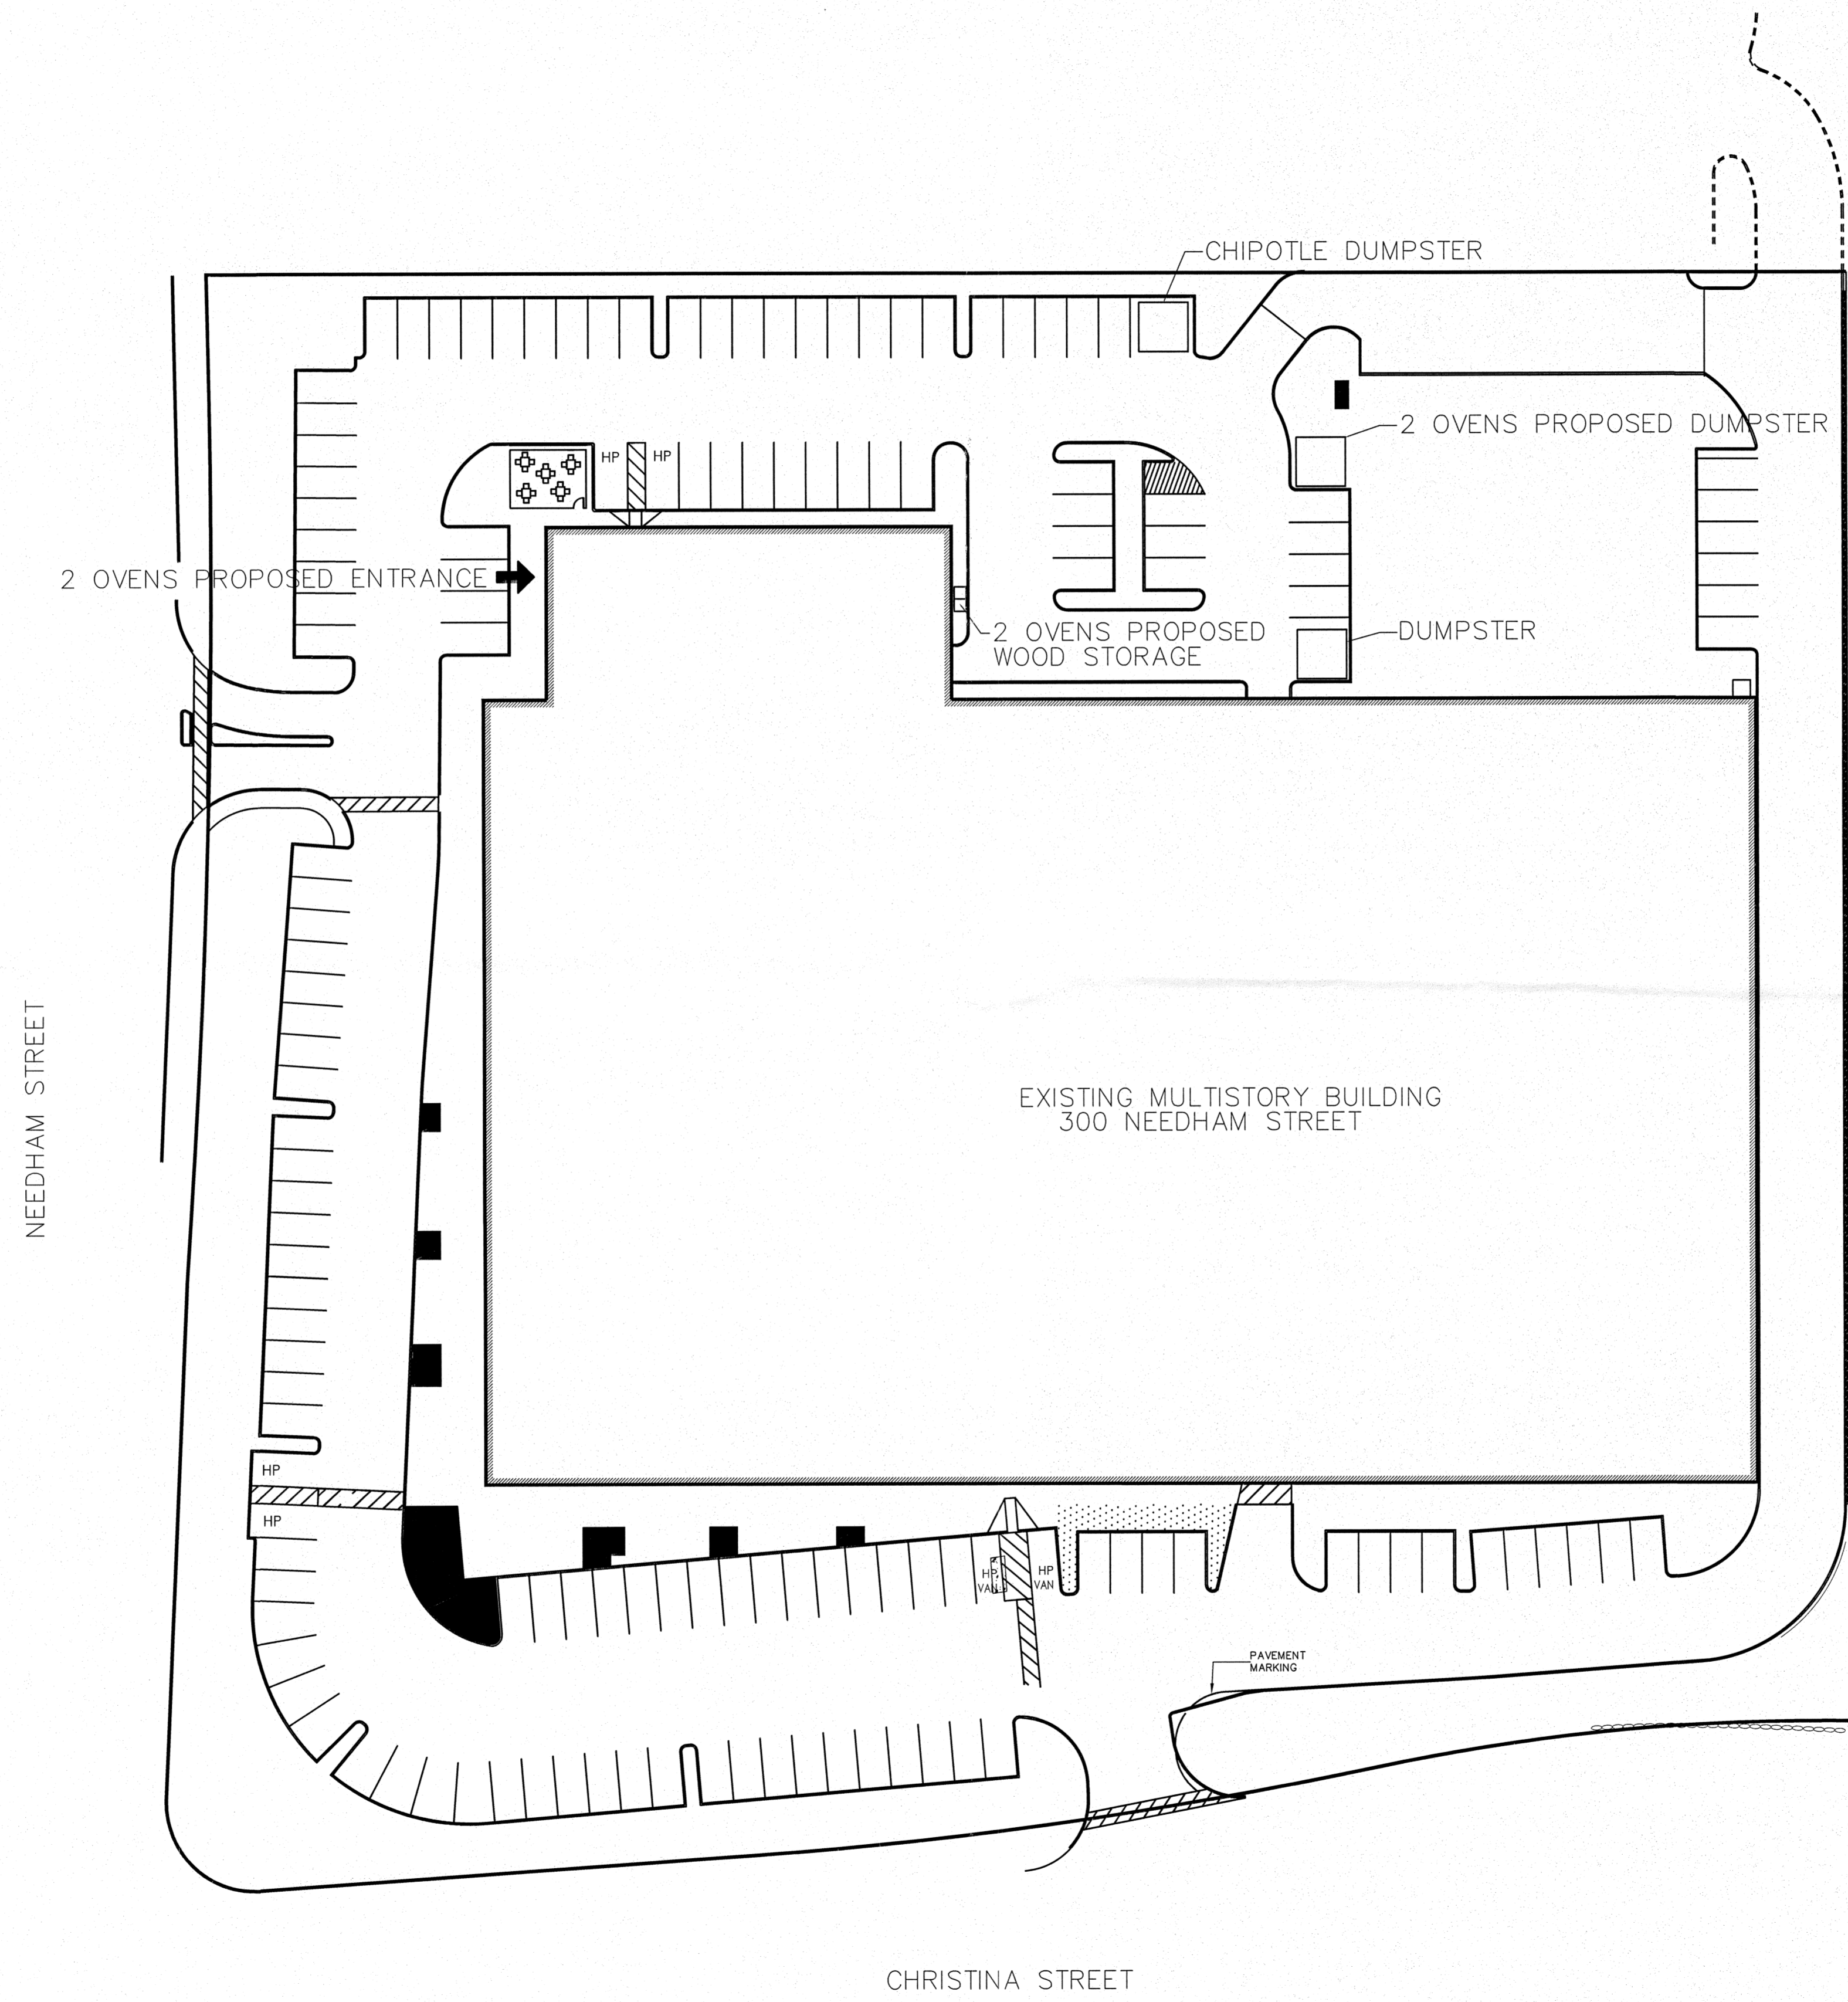 CHIPOTLE DUMPSTER
2 OVENS PROPOSED DUMPSTER
HP
HP
2 OVENS PROPOSED ENTRANCE
2 OVENS PROPOSED
WOOD STORAGE
DUMPSTER
NEEDHAM STREET
EXISTING MULTISTORY BUILDING
300 NEEDHAM STREET
HP
HP
HP
VAN
HP
VAN
PAVEMENT
MARKING
CHRISTINA STREET